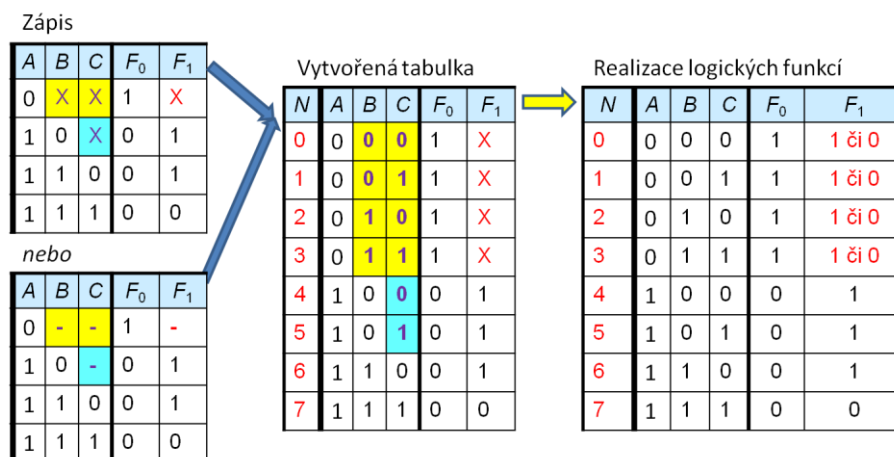 Zápis
A B C F0 F1
0 X X 1 X
1 0 X 0 1
1 1 0 0 1
1 1 1 0 0
nebo
A B C F0 F1
0 - - 1 -
1 0 - 0 1
1 1 0 0 1
1 1 1 0 0
Vytvořená tabulka
N A B C F0 F1
0 0 0 0 1 X
1 0 0 1 1 X
2 0 1 0 1 X
3 0 1 1 1 X
4 1 0 0 0 1
5 1 0 1 0 1
6 1 1 0 0 1
7 1 1 1 0 0
Realizace logických funkcí
N A B C F0 F1
0 0 0 0 1 1 či 0
1 0 0 1 1 1 či 0
2 0 1 0 1 1 či 0
3 0 1 1 1 1 či 0
4 1 0 0 0 1
5 1 0 1 0 1
6 1 1 0 0 1
7 1 1 1 0 0